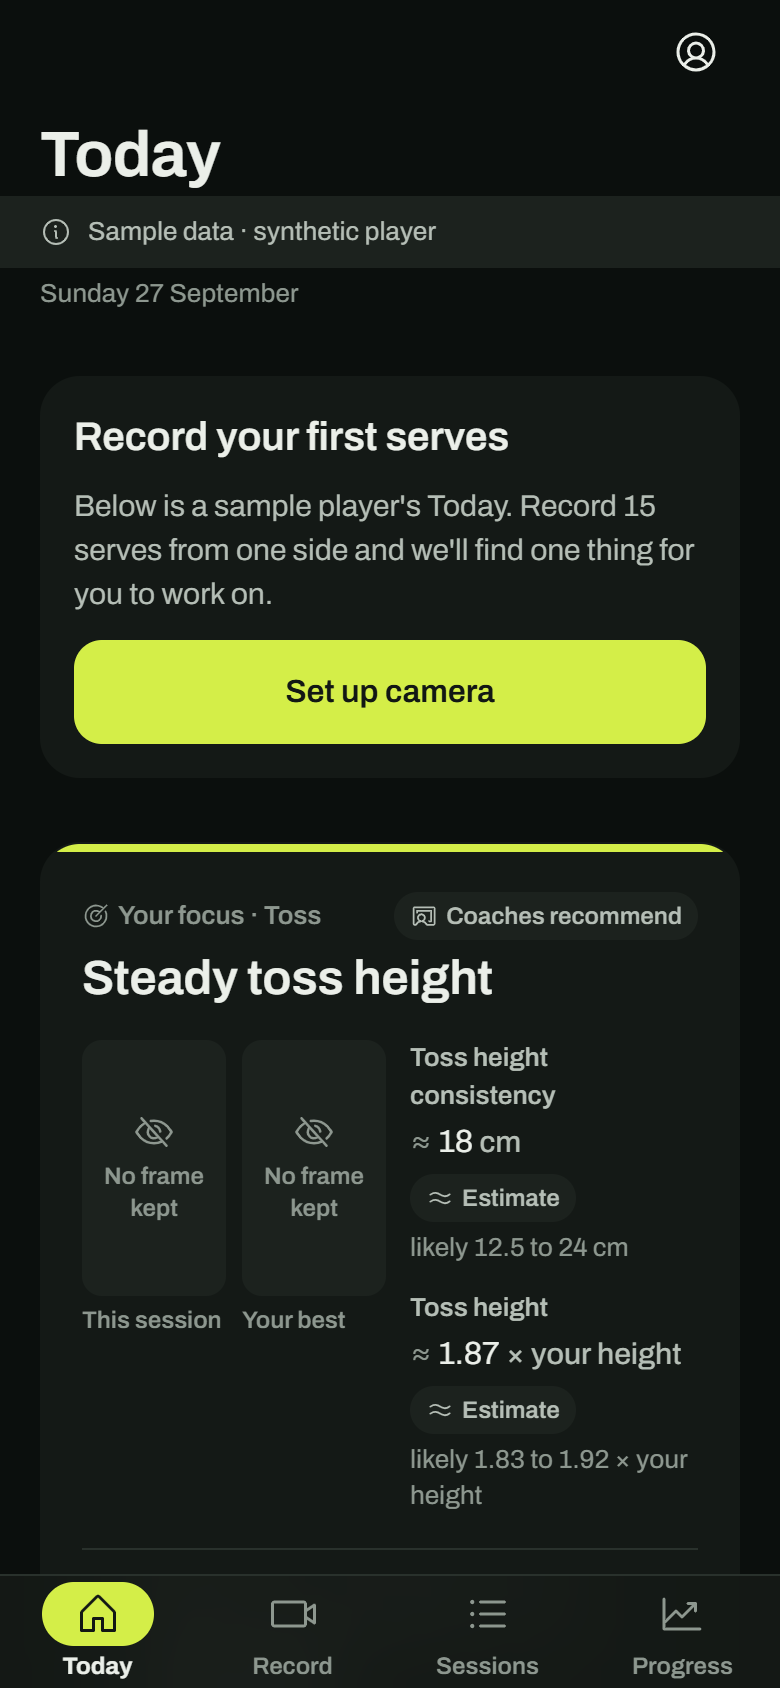 Today
Sample data · synthetic player
Sunday 27 September
Record your first serves
Below is a sample player's Today. Record 15
serves from one side and we'll find one thing for
you to work on.
Set up camera
Your focus · Toss
Coaches recommend
Steady toss height
No frame
kept
This session
No frame
kept
Your best
Toss height
consistency
≈ 18 cm
Estimate
likely 12.5 to 24 cm
Toss height
≈ 1.87 × your height
Estimate
likely 1.83 to 1.92 × your
height
Today
Record
Sessions
Progress